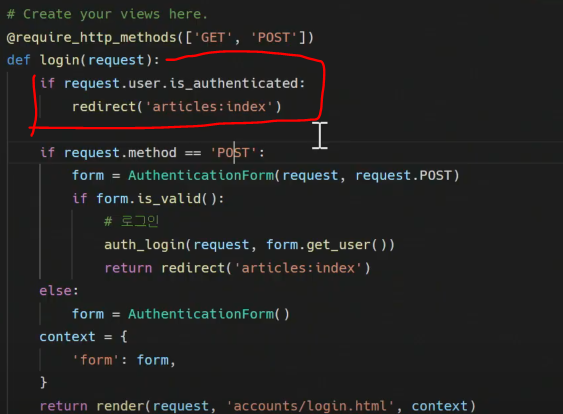 # Create your views here.
@require_http_methods(['GET', 'POST'])
def login(request):
if request.user.is_authenticated:
redirect('articles:index')
if request.method == 'POST':
form = AuthenticationForm(request, request.POST)
if form.is_valid():
# 로그인
auth_login(request, form.get_user())
return redirect('articles:index')
else:
form = AuthenticationForm()
context = {
'form': form,
}
return render(request, 'accounts/login.html', context)